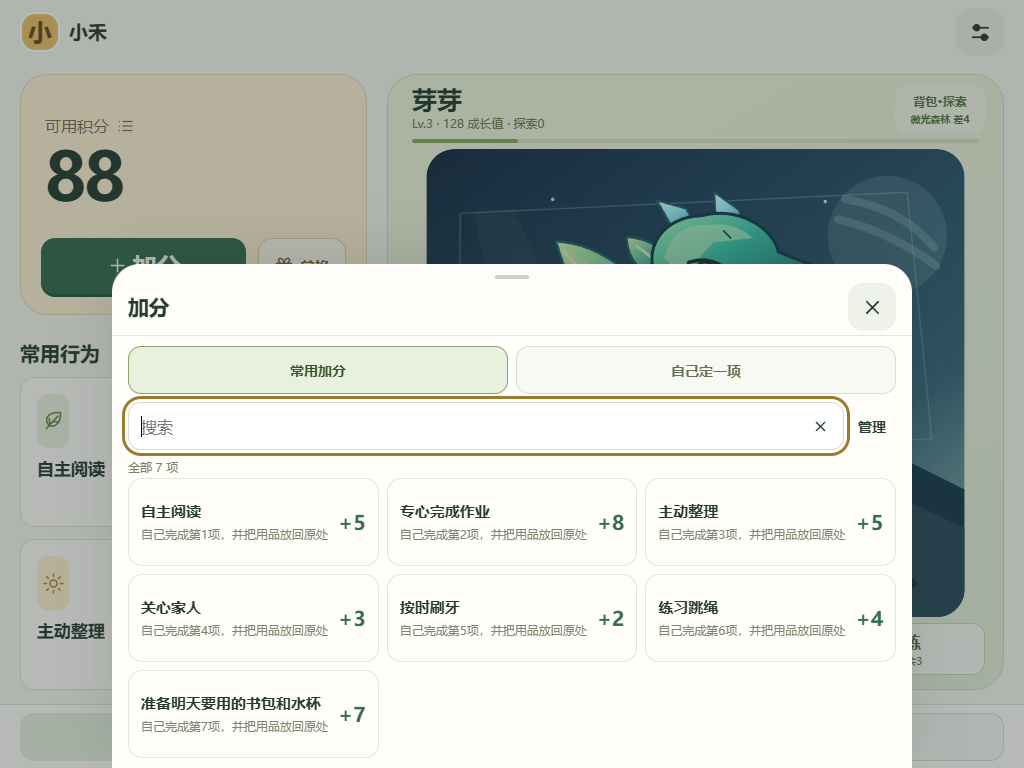 小 小禾
可用积分
88
芽芽
Lv.3 · 128 成长值 · 探索0
背包•探索
微光森林 差4
常用行为
自主阅读
主动整理
加分
常用加分
自己定一项
搜索
管理
全部 7 项
自主阅读
自己完成第1项，并把用品放回原处
+5
专心完成作业
自己完成第2项，并把用品放回原处
+8
主动整理
自己完成第3项，并把用品放回原处
+5
关心家人
自己完成第4项，并把用品放回原处
+3
按时刷牙
自己完成第5项，并把用品放回原处
+2
练习跳绳
自己完成第6项，并把用品放回原处
+4
准备明天要用的书包和水杯
自己完成第7项，并把用品放回原处
+7